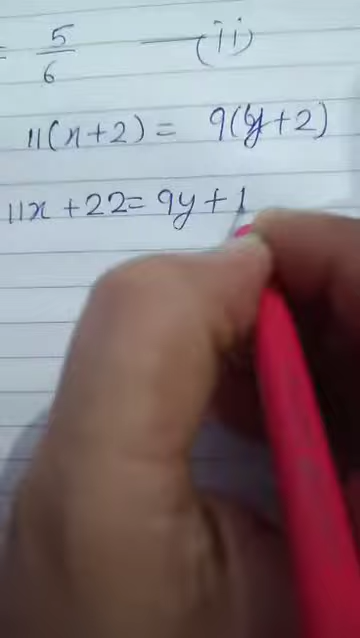 = 5/6 —(ii)
11(x+2) = 9(y+2)
11x + 22 = 9y + 1